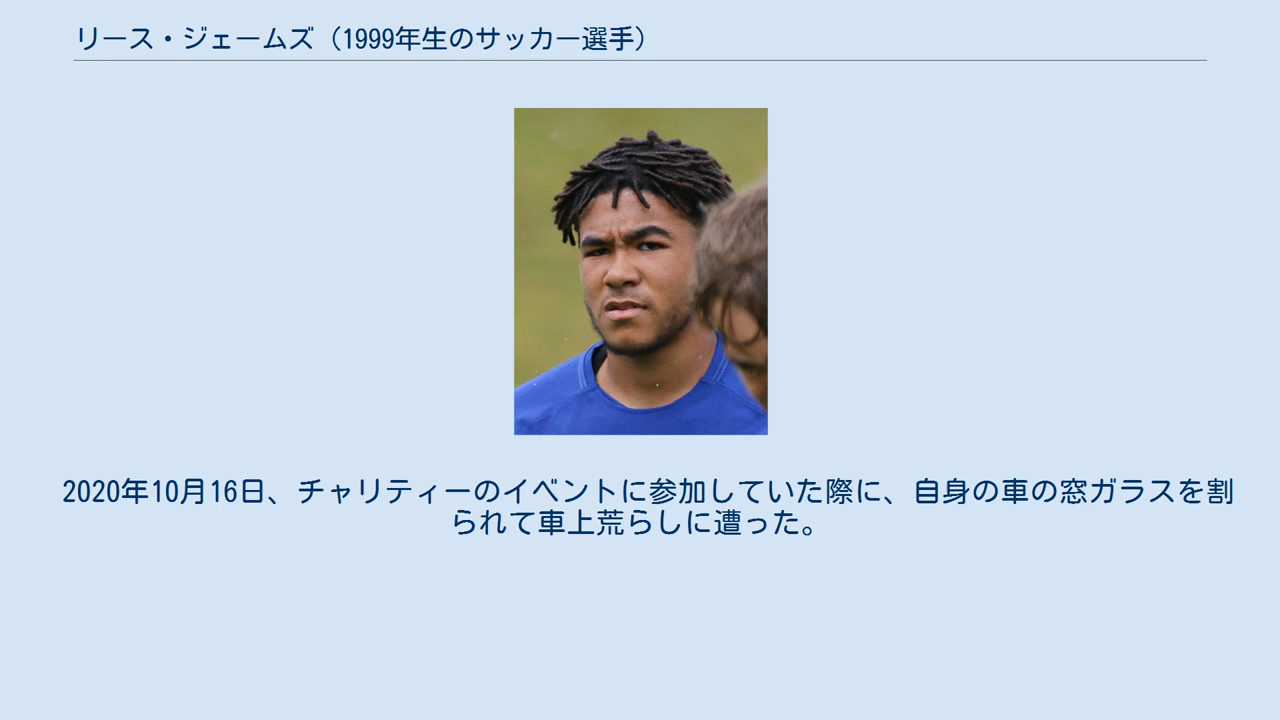 リース・ジェームズ（1999年生のサッカー選手）
2020年10月16日、チャリティーのイベントに参加していた際に、自身の車の窓ガラスを割
られて車上荒らしに遭った。